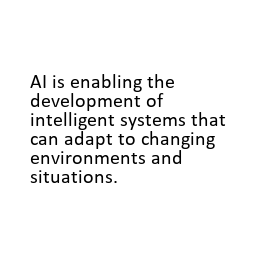 AI is enabling the
development of
intelligent systems that
can adapt to changing
environments and
situations.